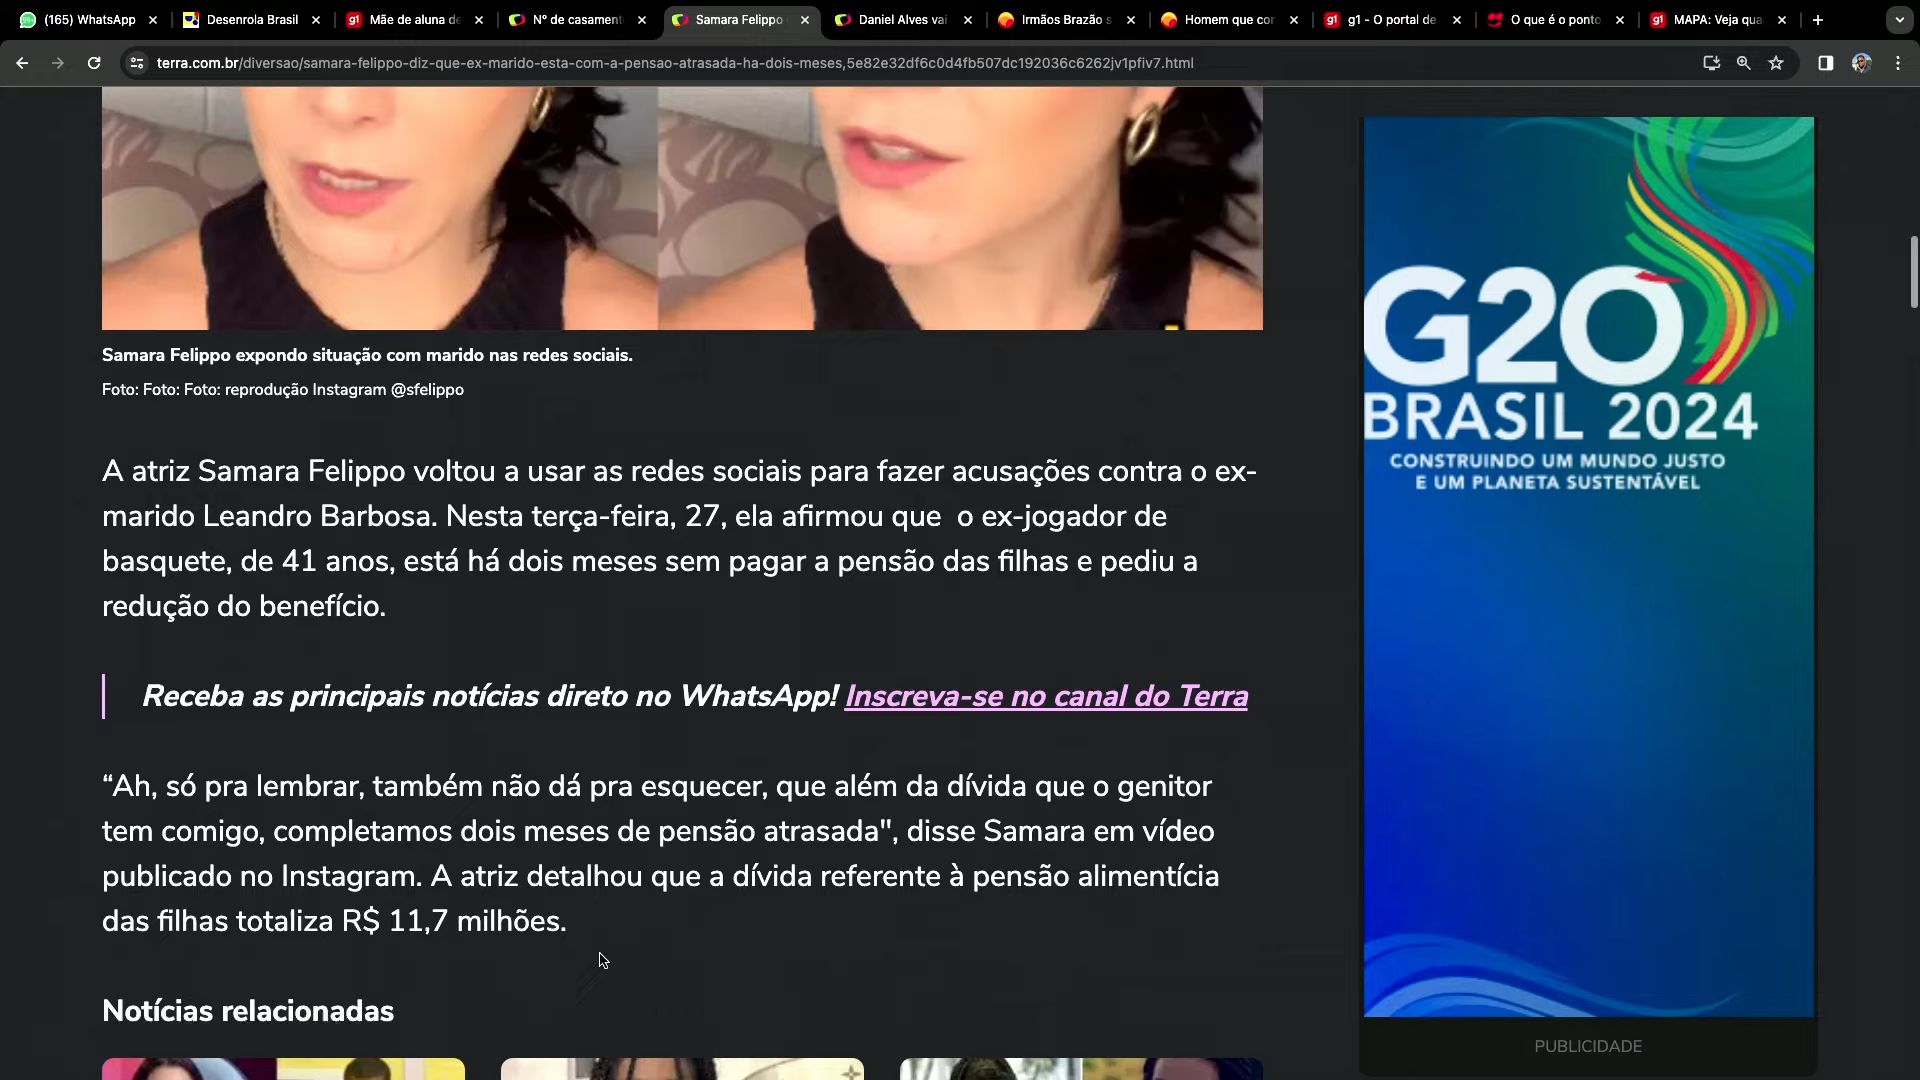 (165) WhatsApp
Desenrola Brasil
Mãe de aluna de
Nº de casament
Samara Felippo
Daniel Alves vai
Irmãos Brazão s
Homem que cor
g1 - O portal de
O que é o ponto
MAPA: Veja qua
terra.com.br/diversao/samara-felippo-diz-que-ex-marido-esta-com-a-pensao-atrasada-ha-dois-meses,5e82e32df6c0d4fb507dc192036c6262jv1pfiv7.html
Samara Felippo expondo situação com marido nas redes sociais.
Foto: Foto: Foto: reprodução Instagram @sfelippo
A atriz Samara Felippo voltou a usar as redes sociais para fazer acusações contra o ex-
marido Leandro Barbosa. Nesta terça-feira, 27, ela afirmou que  o ex-jogador de
basquete, de 41 anos, está há dois meses sem pagar a pensão das filhas e pediu a
redução do benefício.
Receba as principais notícias direto no WhatsApp! Inscreva-se no canal do Terra
“Ah, só pra lembrar, também não dá pra esquecer, que além da dívida que o genitor
tem comigo, completamos dois meses de pensão atrasada", disse Samara em vídeo
publicado no Instagram. A atriz detalhou que a dívida referente à pensão alimentícia
das filhas totaliza R$ 11,7 milhões.
Notícias relacionadas
G20
BRASIL 2024
CONSTRUINDO UM MUNDO JUSTO
E UM PLANETA SUSTENTÁVEL
PUBLICIDADE